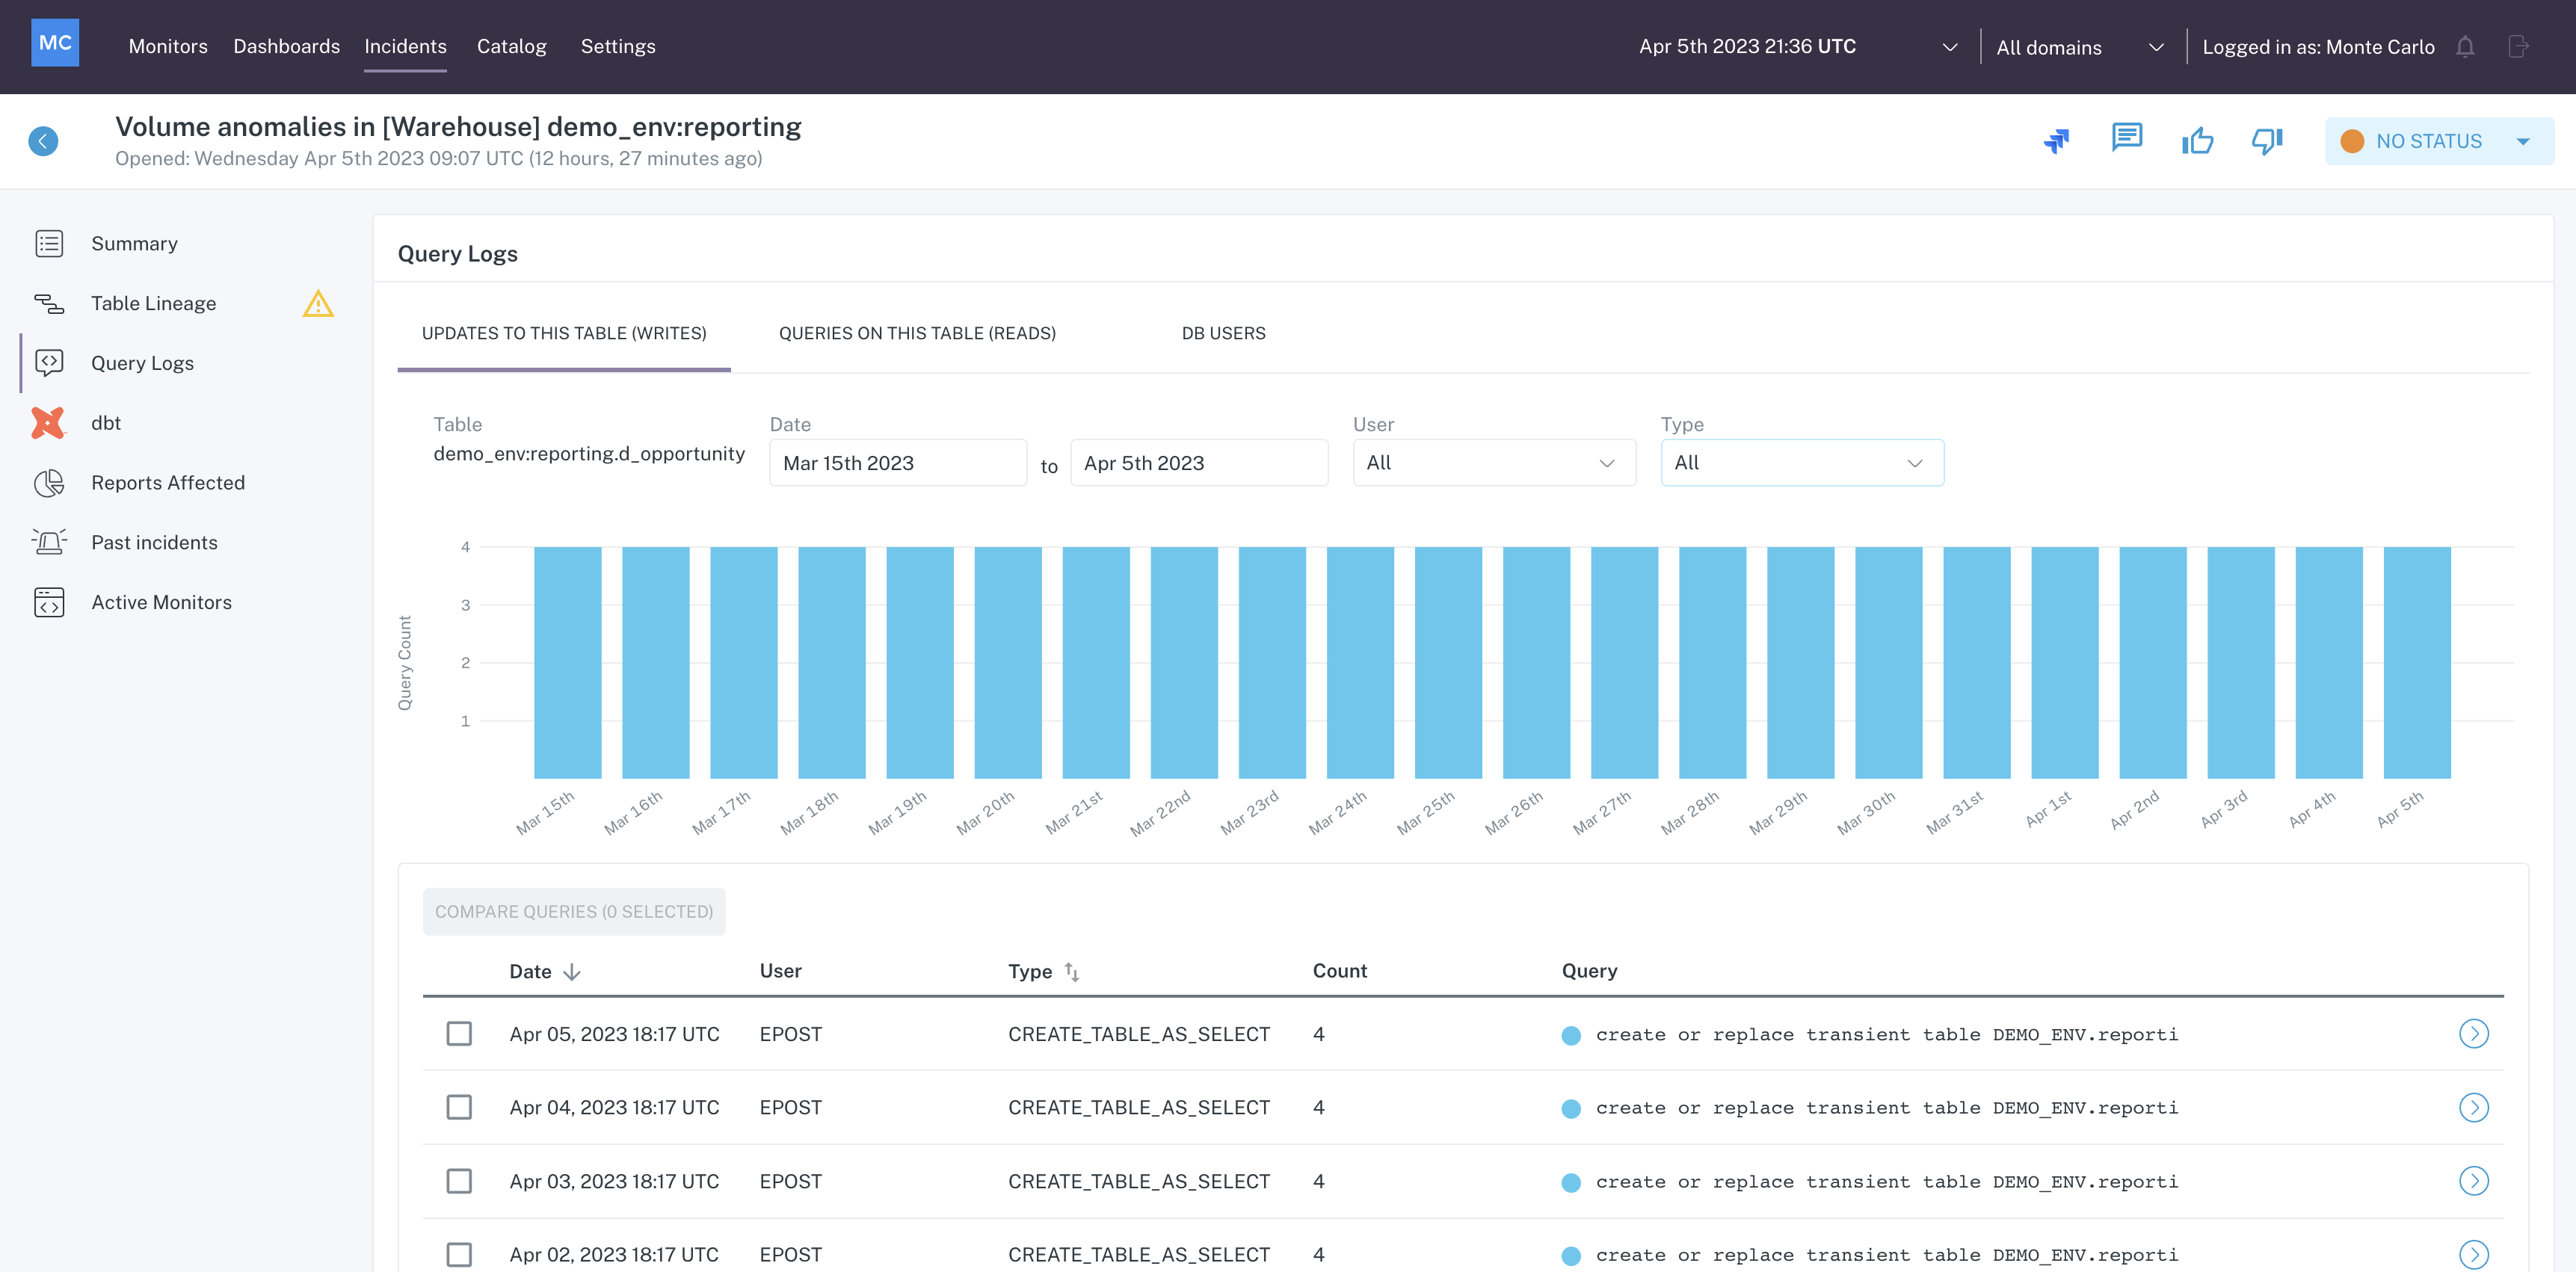 MC
Monitors Dashboards Incidents Catalog Settings Apr 5th 2023 21:36 UTC All domains Logged in as: Monte Carlo
Volume anomalies in [Warehouse] demo_env:reporting
Opened: Wednesday Apr 5th 2023 09:07 UTC (12 hours, 27 minutes ago)
NO STATUS
Summary
Table Lineage
Query Logs
dbt
Reports Affected
Past incidents
Active Monitors
Query Logs
UPDATES TO THIS TABLE (WRITES) QUERIES ON THIS TABLE (READS) DB USERS
Table Date User Type
demo_env:reporting.d_opportunity Mar 15th 2023 to Apr 5th 2023 All All
4
3
2
1
Query Count
Mar 15th Mar 16th Mar 17th Mar 18th Mar 19th Mar 20th Mar 21st Mar 22nd Mar 23rd Mar 24th Mar 25th Mar 26th Mar 27th Mar 28th Mar 29th Mar 30th Mar 31st Apr 1st Apr 2nd Apr 3rd Apr 4th Apr 5th
COMPARE QUERIES (0 SELECTED)
Date User Type Count Query
Apr 05, 2023 18:17 UTC EPOST CREATE_TABLE_AS_SELECT 4 create or replace transient table DEMO_ENV.reporti
Apr 04, 2023 18:17 UTC EPOST CREATE_TABLE_AS_SELECT 4 create or replace transient table DEMO_ENV.reporti
Apr 03, 2023 18:17 UTC EPOST CREATE_TABLE_AS_SELECT 4 create or replace transient table DEMO_ENV.reporti
Apr 02, 2023 18:17 UTC EPOST CREATE_TABLE_AS_SELECT 4 create or replace transient table DEMO_ENV.reporti